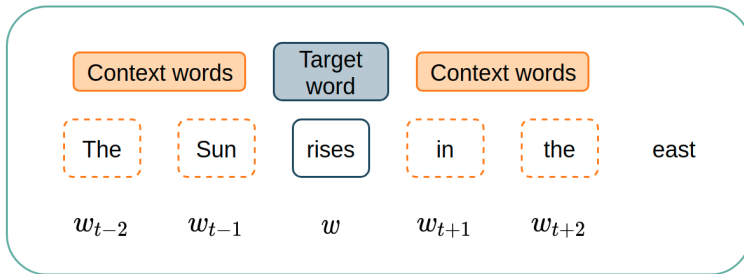 Context words Target word Context words
The Sun rises in the east
w_{t-2} w_{t-1} w w_{t+1} w_{t+2}